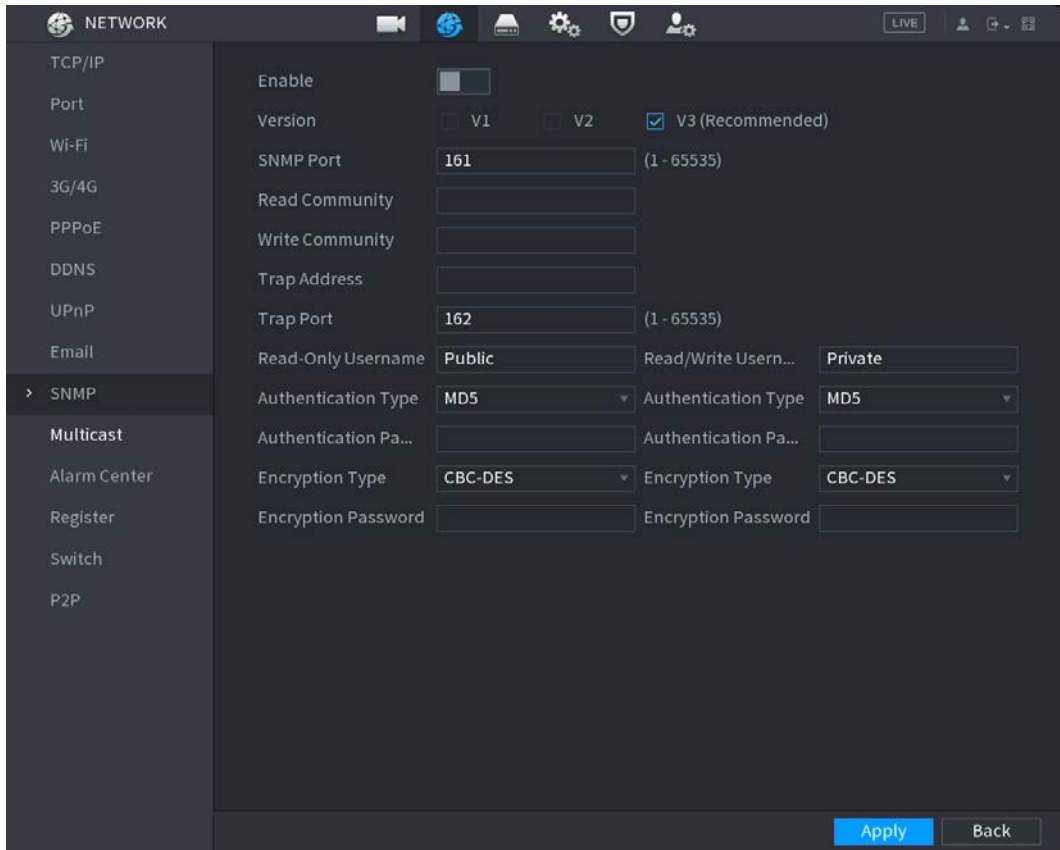 NETWORK
LIVE
TCP/IP
Port
Wi-Fi
3G/4G
PPPoE
DDNS
UPnP
Email
> SNMP
Multicast
Alarm Center
Register
Switch
P2P
Enable
Version V1 V2 V3 (Recommended)
SNMP Port 161 (1 - 65535)
Read Community
Write Community
Trap Address
Trap Port 162 (1 - 65535)
Read-Only Username Public Read/Write Usern... Private
Authentication Type MD5 Authentication Type MD5
Authentication Pa... Authentication Pa...
Encryption Type CBC-DES Encryption Type CBC-DES
Encryption Password Encryption Password
Apply Back